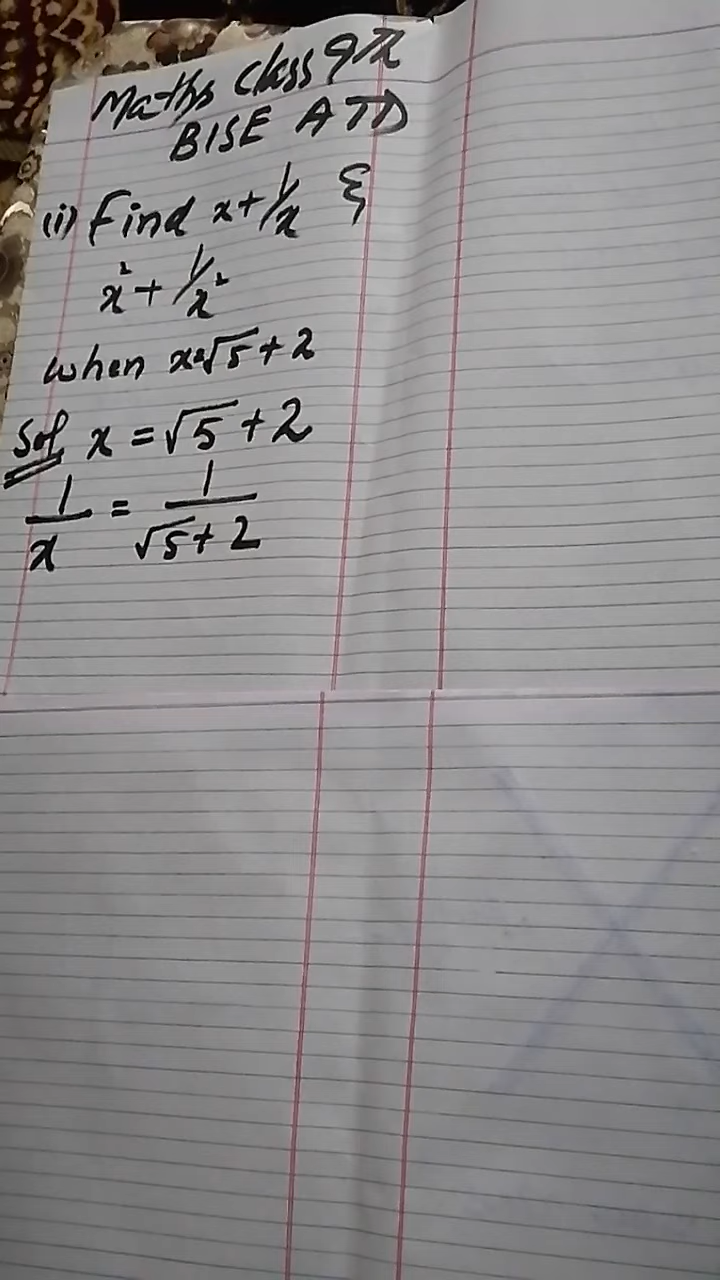 Maths Class 9th
BISE ATD
(i) Find x+1/x &
x²+1/x²
when x=√5+2
Sol, x=√5+2
1/x = 1/(√5+2)